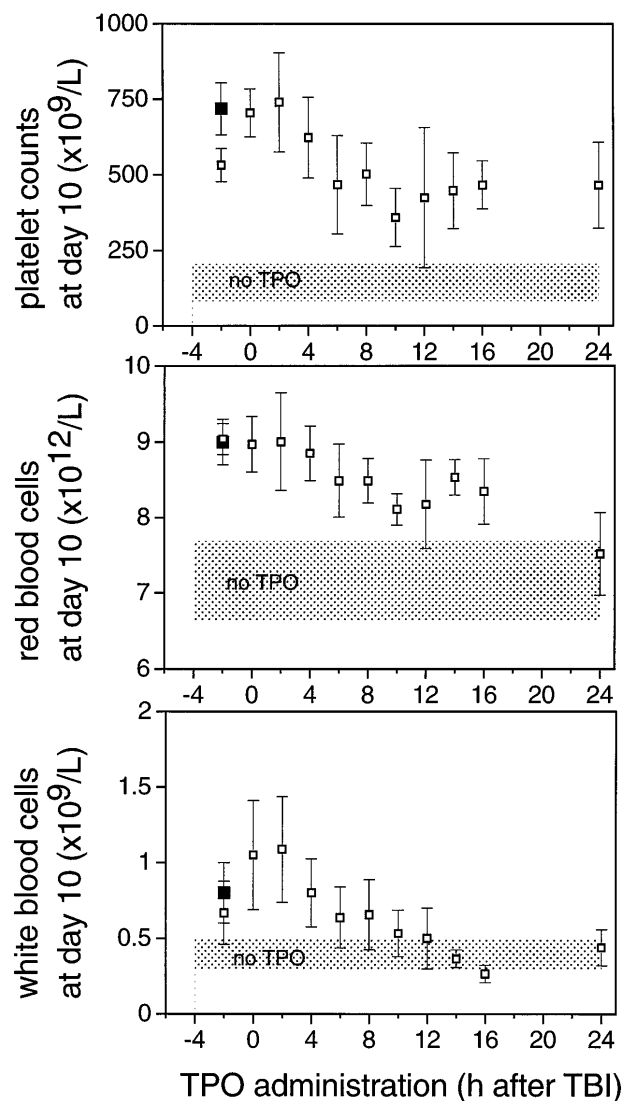 platelet counts
at day 10 (x10⁹/L)
1000
750
500
250
0
no TPO
-4 0 4 8 12 16 20 24
red blood cells
at day 10 (x10¹²/L)
10
9
8
7
6
no TPO
-4 0 4 8 12 16 20 24
white blood cells
at day 10 (x10⁹/L)
2
1.5
1
0.5
0
no TPO
-4 0 4 8 12 16 20 24
TPO administration (h after TBI)